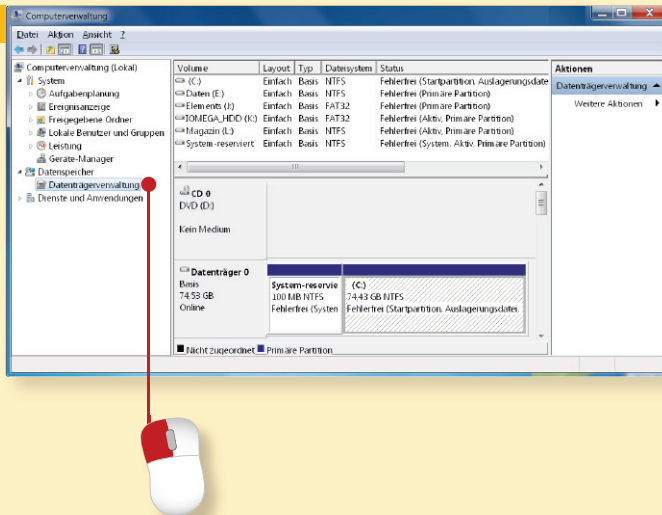 Computerverwaltung
Datei Aktion Ansicht ?
Computerverwaltung (Lokal)
System
Aufgabenplanung
Ereignisanzeige
Freigegebene Ordner
Lokale Benutzer und Gruppen
Leistung
Geräte-Manager
Datenspeicher
Datenträgerverwaltung
Dienste und Anwendungen
Volume Layout Typ Dateisystem Status
(C:) Einfach Basis NTFS Fehlerfrei (Startpartition, Auslagerungsdate
Daten (E:) Einfach Basis NTFS Fehlerfrei (Primäre Partition)
Elements (J:) Einfach Basis FAT32 Fehlerfrei (Primäre Partition)
IOMEGA_HDD (K:) Einfach Basis FAT32 Fehlerfrei (Aktiv, Primäre Partition)
Magazin (L:) Einfach Basis NTFS Fehlerfrei (Aktiv, Primäre Partition)
System-reserviert Einfach Basis NTFS Fehlerfrei (System, Aktiv, Primäre Partition)
CD 0
DVD (D:)
Kein Medium
Datenträger 0
Basis
74,53 GB
Online
System-reservie
100 MB NTFS
Fehlerfrei (System
(C:)
74,43 GB NTFS
Fehlerfrei (Startpartition, Auslagerungsdatei,
Nicht zugeordnet Primäre Partition
Aktionen
Datenträgerverwaltung
Weitere Aktionen